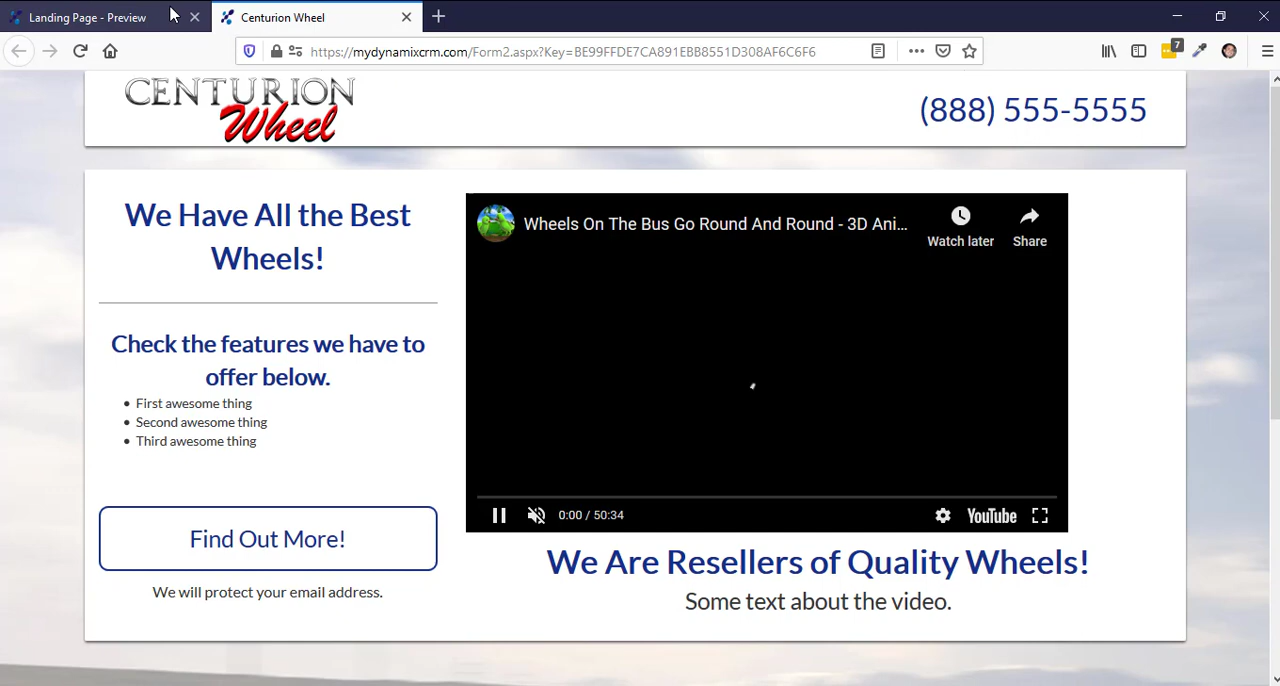 Landing Page - Preview
Centurion Wheel
https://mydynamixcrm.com/Form2.aspx?Key=BE99FFDE7CA891EBB8551D308AF6C6F6
7
CENTURION
Wheel
(888) 555-5555
We Have All the Best
Wheels!
Check the features we have to
offer below.
First awesome thing
Second awesome thing
Third awesome thing
Find Out More!
We will protect your email address.
Wheels On The Bus Go Round And Round - 3D Ani...
Watch later
Share
0:00 / 50:34
YouTube
We Are Resellers of Quality Wheels!
Some text about the video.